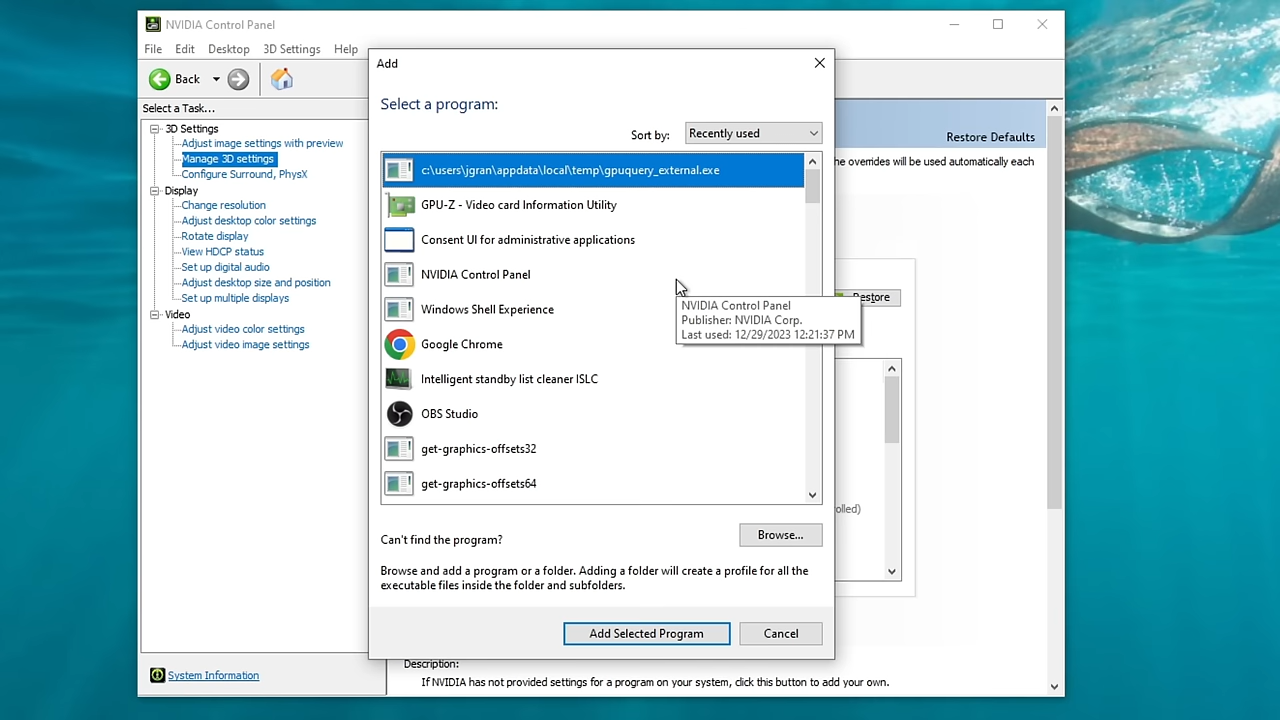 NVIDIA Control Panel
File Edit Desktop 3D Settings Help
Back
Select a Task...
3D Settings
Adjust image settings with preview
Manage 3D settings
Configure Surround, PhysX
Display
Change resolution
Adjust desktop color settings
Rotate display
View HDCP status
Set up digital audio
Adjust desktop size and position
Set up multiple displays
Video
Adjust video color settings
Adjust video image settings
System Information
Add
Select a program:
Sort by: Recently used
c:\users\jgran\appdata\local\temp\gpuquery_external.exe
GPU-Z - Video card Information Utility
Consent UI for administrative applications
NVIDIA Control Panel
Windows Shell Experience
Google Chrome
Intelligent standby list cleaner ISLC
OBS Studio
get-graphics-offsets32
get-graphics-offsets64
NVIDIA Control Panel
Publisher: NVIDIA Corp.
Last used: 12/29/2023 12:21:37 PM
Can't find the program?
Browse...
Browse and add a program or a folder. Adding a folder will create a profile for all the
executable files inside the folder and subfolders.
Add Selected Program
Cancel
Restore Defaults
he overrides will be used automatically each
Restore
olled)
Description:
If NVIDIA has not provided settings for a program on your system, click this button to add your own.